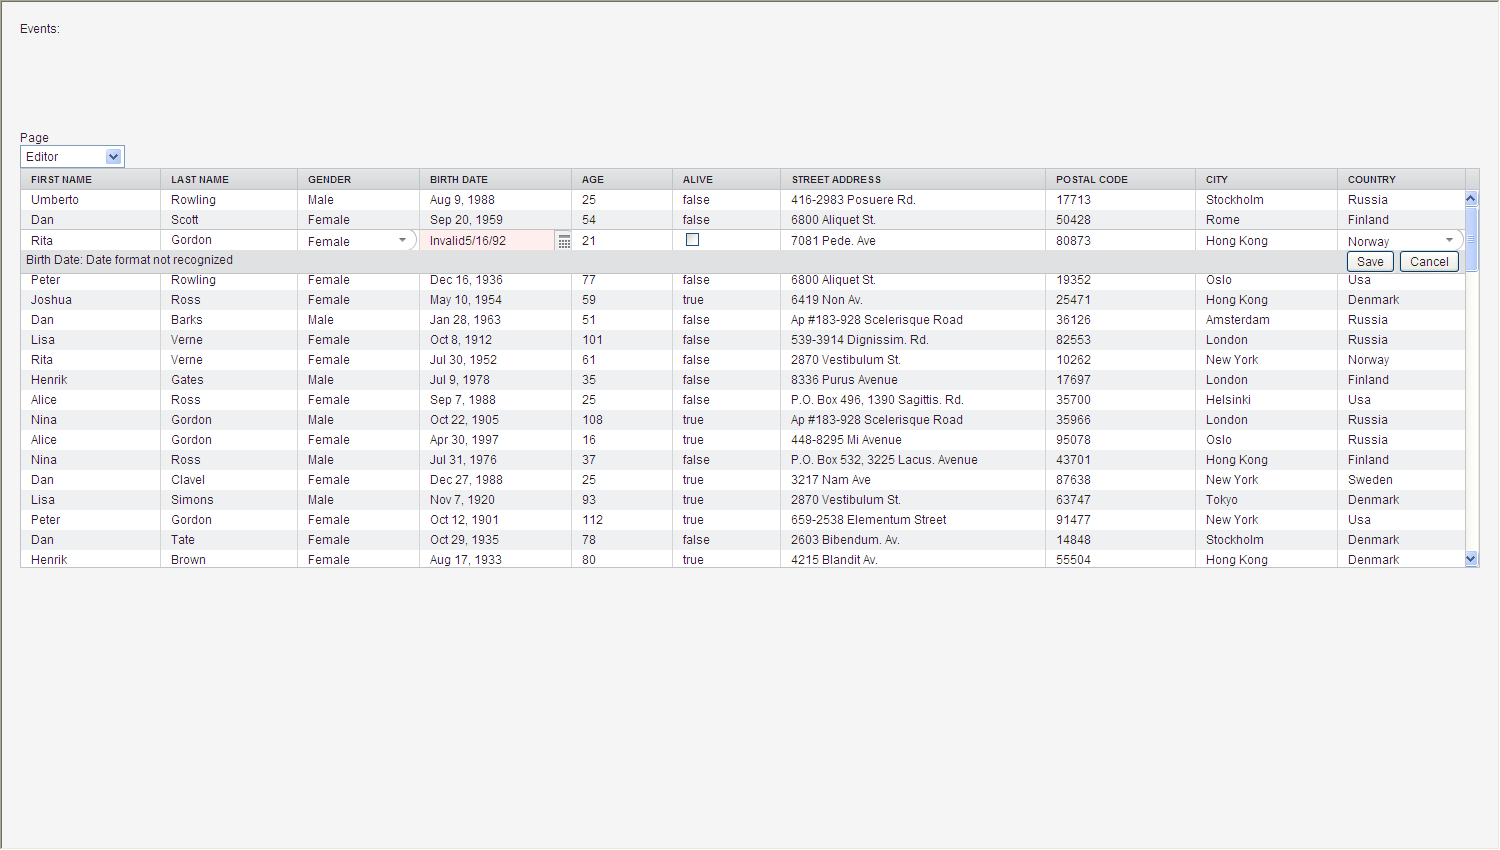 Events:
Page
Editor
FIRST NAME LAST NAME GENDER BIRTH DATE AGE ALIVE STREET ADDRESS POSTAL CODE CITY COUNTRY
Umberto Rowling Male Aug 9, 1988 25 false 416-2983 Posuere Rd. 17713 Stockholm Russia
Dan Scott Female Sep 20, 1959 54 false 6800 Aliquet St. 50428 Rome Finland
Rita Gordon Female Invalid5/16/92 21 7081 Pede. Ave 80873 Hong Kong Norway
Birth Date: Date format not recognized Save Cancel
Peter Rowling Female Dec 16, 1936 77 false 6800 Aliquet St. 19352 Oslo Usa
Joshua Ross Female May 10, 1954 59 true 6419 Non Av. 25471 Hong Kong Denmark
Dan Barks Male Jan 28, 1963 51 false Ap #183-928 Scelerisque Road 36126 Amsterdam Russia
Lisa Verne Female Oct 8, 1912 101 false 539-3914 Dignissim. Rd. 82553 London Russia
Rita Verne Female Jul 30, 1952 61 false 2870 Vestibulum St. 10262 New York Norway
Henrik Gates Male Jul 9, 1978 35 false 8336 Purus Avenue 17697 London Finland
Alice Ross Female Sep 7, 1988 25 false P.O. Box 496, 1390 Sagittis. Rd. 35700 Helsinki Usa
Nina Gordon Male Oct 22, 1905 108 true Ap #183-928 Scelerisque Road 35966 London Russia
Alice Gordon Female Apr 30, 1997 16 true 448-8295 Mi Avenue 95078 Oslo Russia
Nina Ross Male Jul 31, 1976 37 false P.O. Box 532, 3225 Lacus. Avenue 43701 Hong Kong Finland
Dan Clavel Female Dec 27, 1988 25 true 3217 Nam Ave 87638 New York Sweden
Lisa Simons Male Nov 7, 1920 93 true 2870 Vestibulum St. 63747 Tokyo Denmark
Peter Gordon Female Oct 12, 1901 112 true 659-2538 Elementum Street 91477 New York Usa
Dan Tate Female Oct 29, 1935 78 false 2603 Bibendum. Av. 14848 Stockholm Denmark
Henrik Brown Female Aug 17, 1933 80 true 4215 Blandit Av. 55504 Hong Kong Denmark